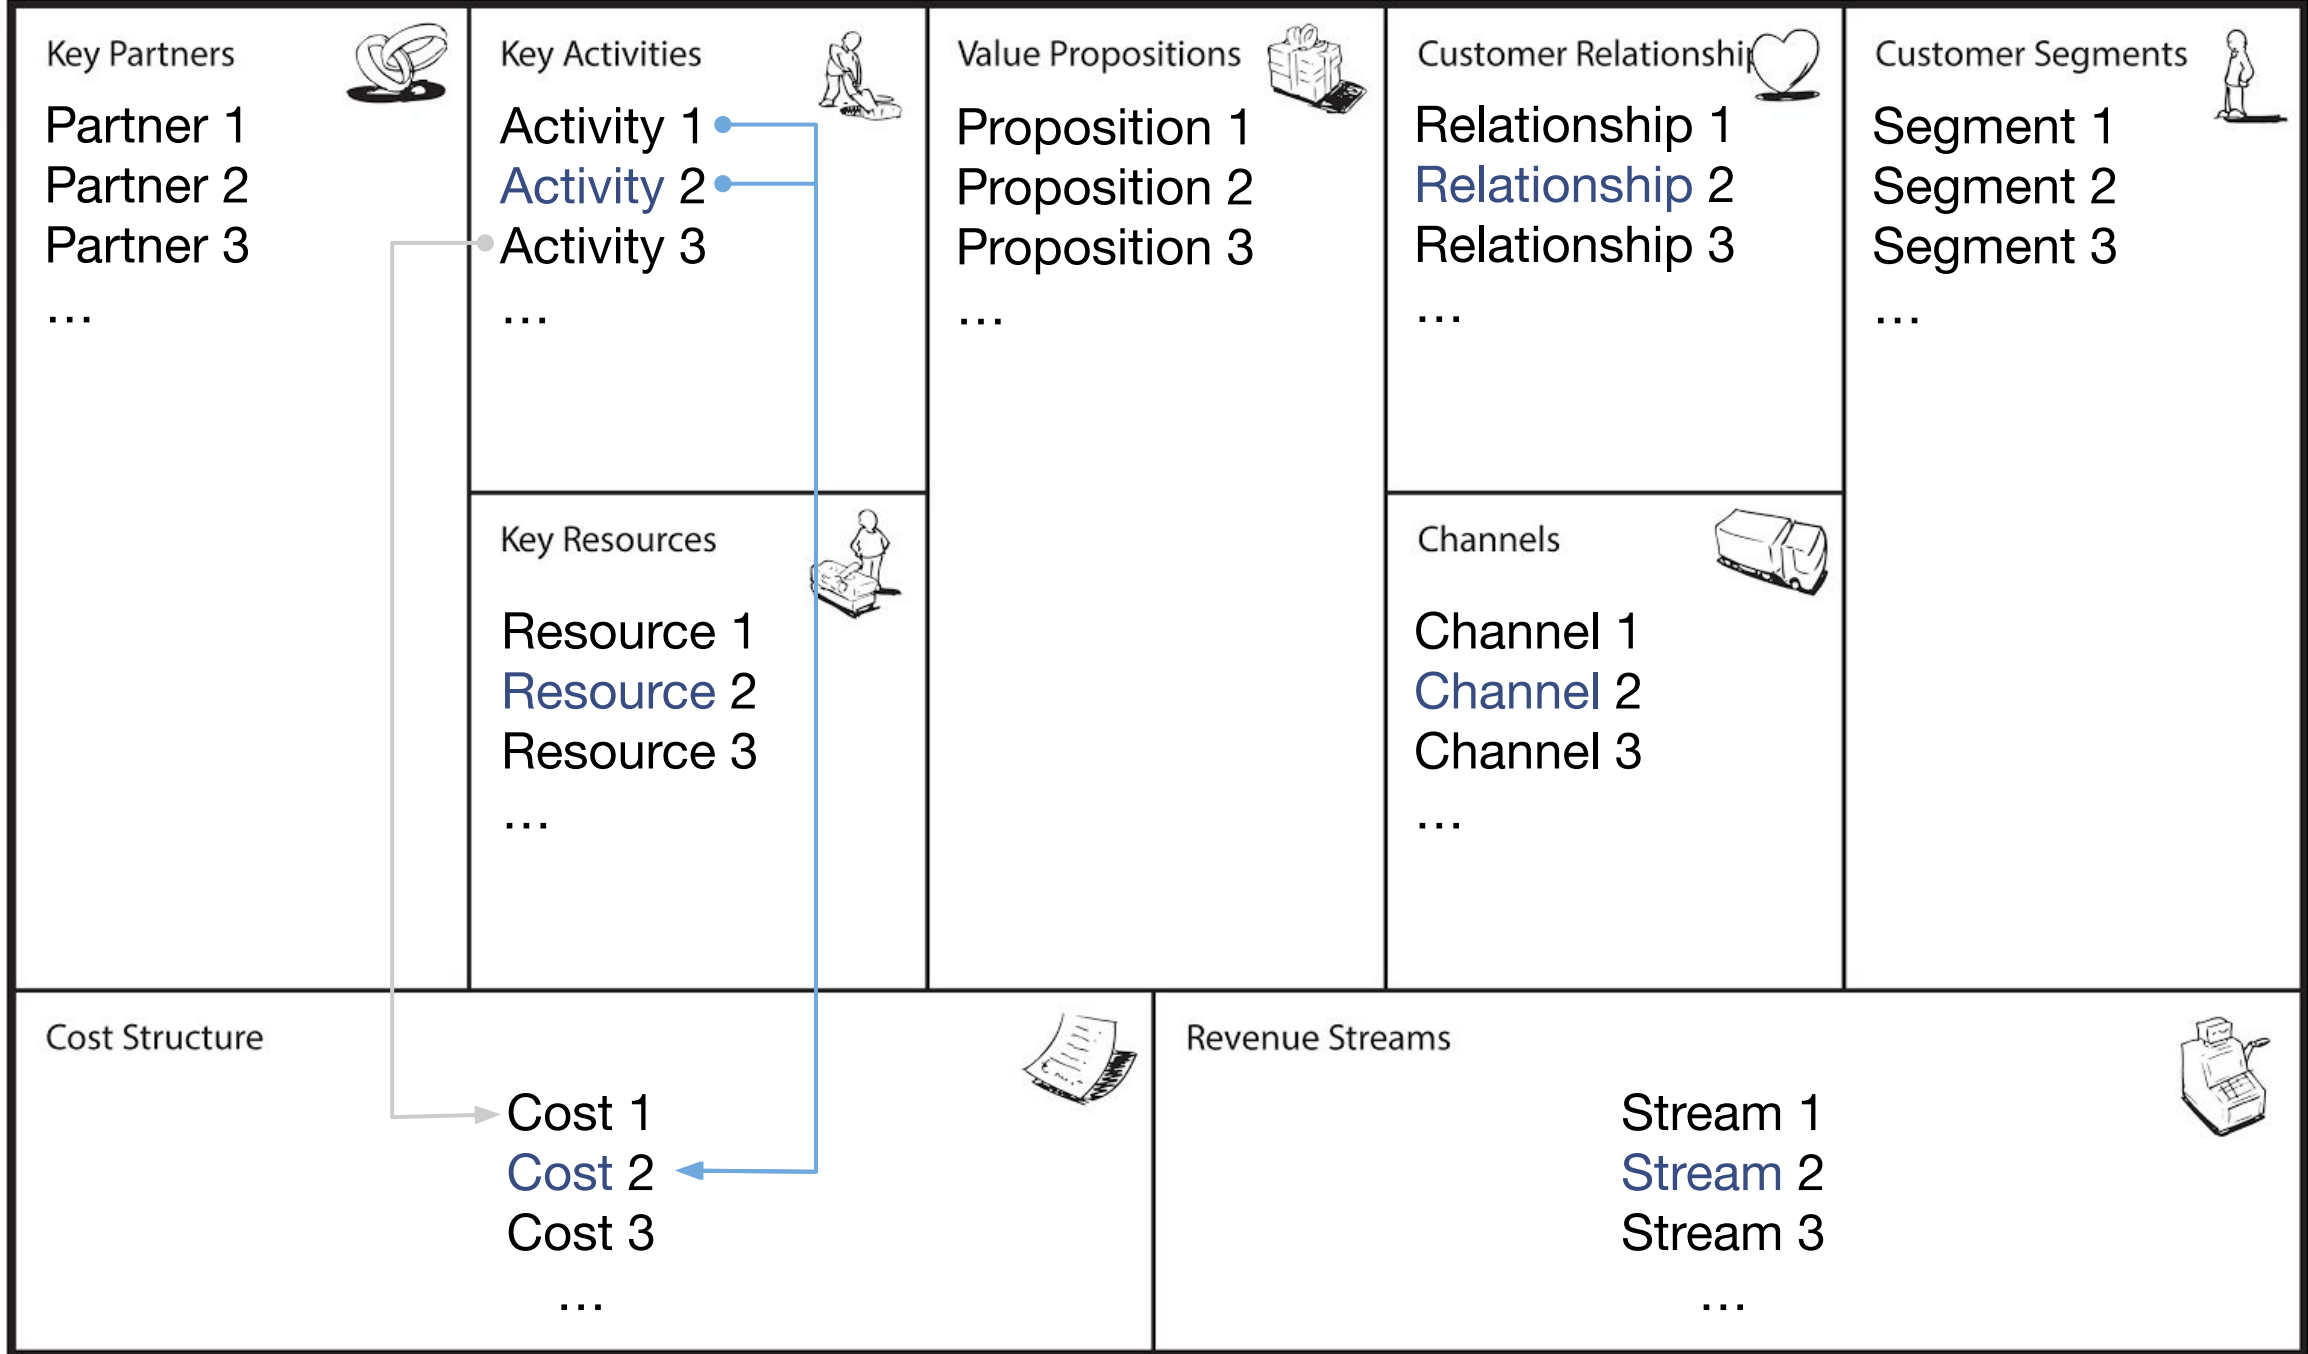 Key Partners
Partner 1
Partner 2
Partner 3
...
Key Activities
Activity 1
Activity 2
Activity 3
...
Key Resources
Resource 1
Resource 2
Resource 3
...
Value Propositions
Proposition 1
Proposition 2
Proposition 3
...
Customer Relationship
Relationship 1
Relationship 2
Relationship 3
...
Channels
Channel 1
Channel 2
Channel 3
...
Customer Segments
Segment 1
Segment 2
Segment 3
...
Cost Structure
Cost 1
Cost 2
Cost 3
...
Revenue Streams
Stream 1
Stream 2
Stream 3
...